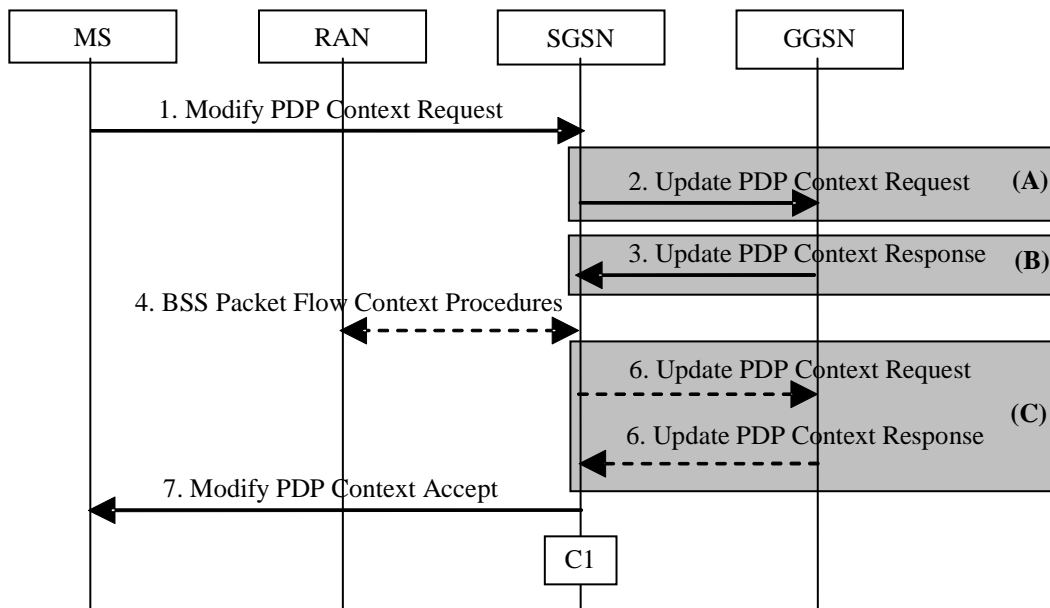 MS
RAN
SGSN
GGSN
1. Modify PDP Context Request
2. Update PDP Context Request
(A)
3. Update PDP Context Response
(B)
4. BSS Packet Flow Context Procedures
6. Update PDP Context Request
(C)
6. Update PDP Context Response
7. Modify PDP Context Accept
C1